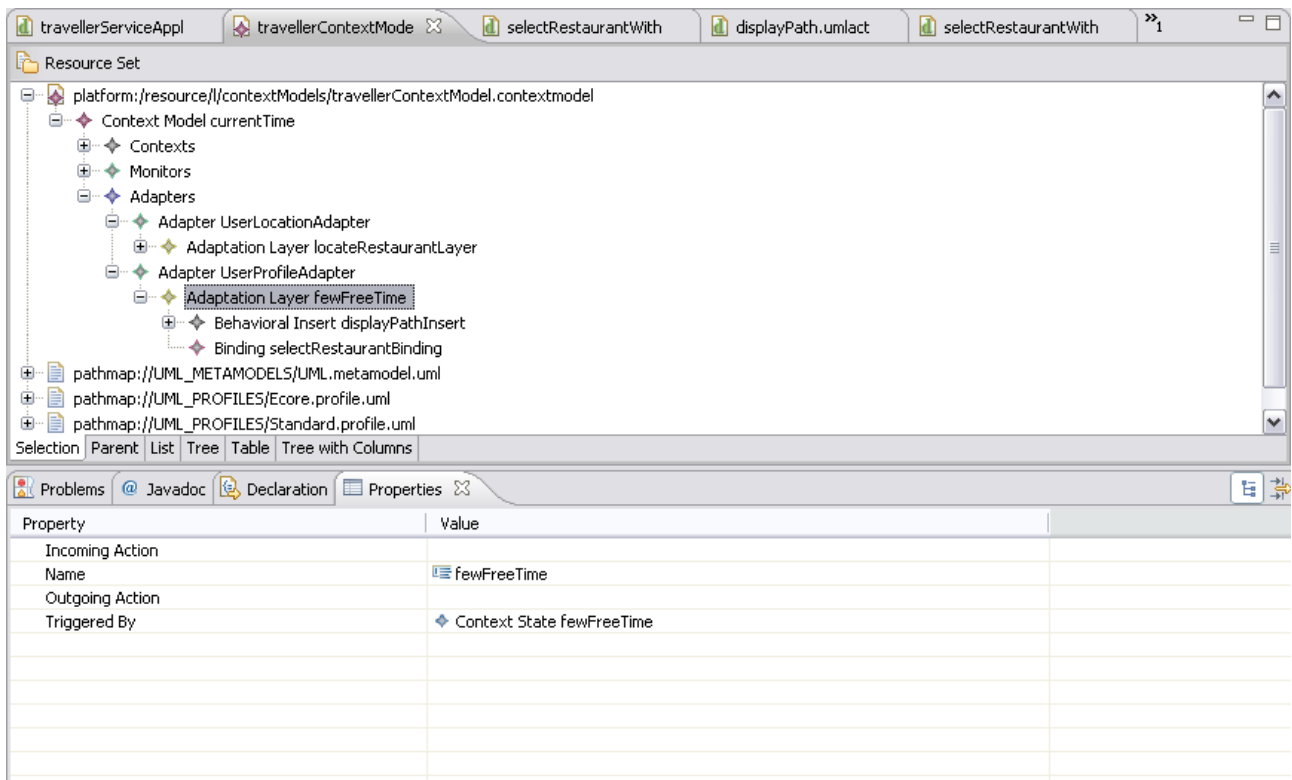 travellerServiceAppl travellerContextMode selectRestaurantWith displayPath.umlact selectRestaurantWith »1
Resource Set
platform:/resource/l/contextModels/travellerContextModel.contextmodel
Context Model currentTime
Contexts
Monitors
Adapters
Adapter UserLocationAdapter
Adaptation Layer locateRestaurantLayer
Adapter UserProfileAdapter
Adaptation Layer fewFreeTime
Behavioral Insert displayPathInsert
Binding selectRestaurantBinding
pathmap://UML_METAMODELS/UML.metamodel.uml
pathmap://UML_PROFILES/Ecore.profile.uml
pathmap://UML_PROFILES/Standard.profile.uml
Selection Parent List Tree Table Tree with Columns
Problems @ Javadoc Declaration Properties
Property Value
Incoming Action
Name fewFreeTime
Outgoing Action
Triggered By Context State fewFreeTime